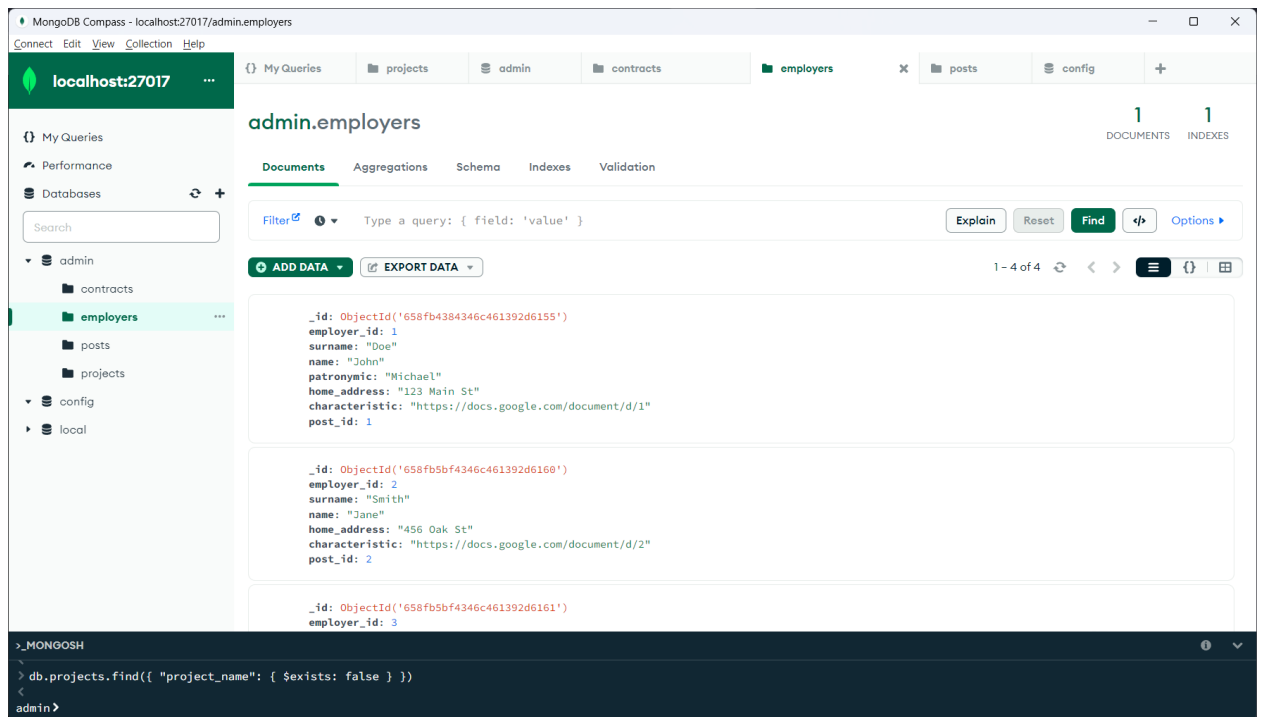 MongoDB Compass - localhost:27017/admin.employers
Connect Edit View Collection Help
localhost:27017 ...
{} My Queries
Performance
Databases
Search
admin
contracts
employers ...
posts
projects
config
local
{} My Queries projects admin contracts employers posts config
admin.employers
1 DOCUMENTS 1 INDEXES
Documents Aggregations Schema Indexes Validation
Filter Type a query: { field: 'value' } Explain Reset Find </> Options
ADD DATA EXPORT DATA 1 – 4 of 4 {}
_id: ObjectId('658fb4384346c461392d6155')
employer_id: 1
surname: "Doe"
name: "John"
patronymic: "Michael"
home_address: "123 Main St"
characteristic: "https://docs.google.com/document/d/1"
post_id: 1
_id: ObjectId('658fb5bf4346c461392d6160')
employer_id: 2
surname: "Smith"
name: "Jane"
home_address: "456 Oak St"
characteristic: "https://docs.google.com/document/d/2"
post_id: 2
_id: ObjectId('658fb5bf4346c461392d6161')
employer_id: 3
>_MONGOSH
> db.projects.find({ "project_name": { $exists: false } })
<
admin>